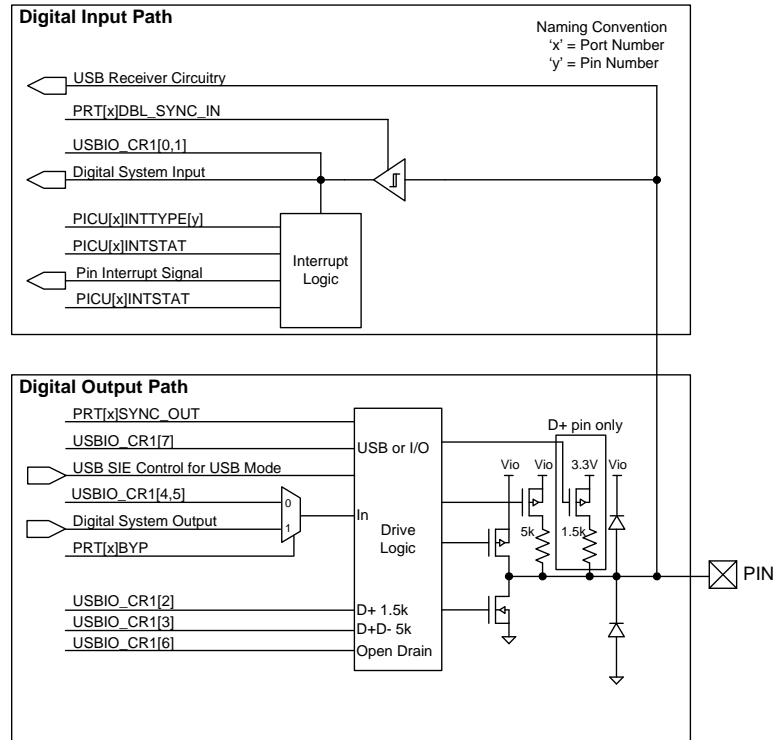 Digital Input Path
Naming Convention
'x' = Port Number
'y' = Pin Number
USB Receiver Circuitry
PRT[x]DBL_SYNC_IN
USBIO_CR1[0,1]
Digital System Input
PICU[x]INTTYPE[y]
PICU[x]INTSTAT
Pin Interrupt Signal
PICU[x]INTSTAT
Interrupt
Logic
Digital Output Path
PRT[x]SYNC_OUT
USBIO_CR1[7]
USB SIE Control for USB Mode
USBIO_CR1[4,5]
Digital System Output
PRT[x]BYP
0
1
USB or I/O
In
Drive
Logic
USBIO_CR1[2]
USBIO_CR1[3]
USBIO_CR1[6]
D+ 1.5k
D+D- 5k
Open Drain
D+ pin only
Vio
Vio
3.3V
Vio
5k
1.5k
PIN